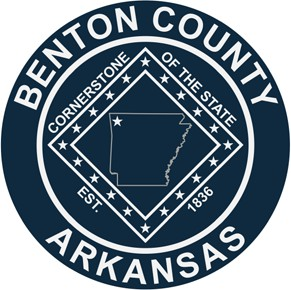 BENTON COUNTY
CORNERSTONE
OF THE STATE
EST.
1836
ARKANSAS